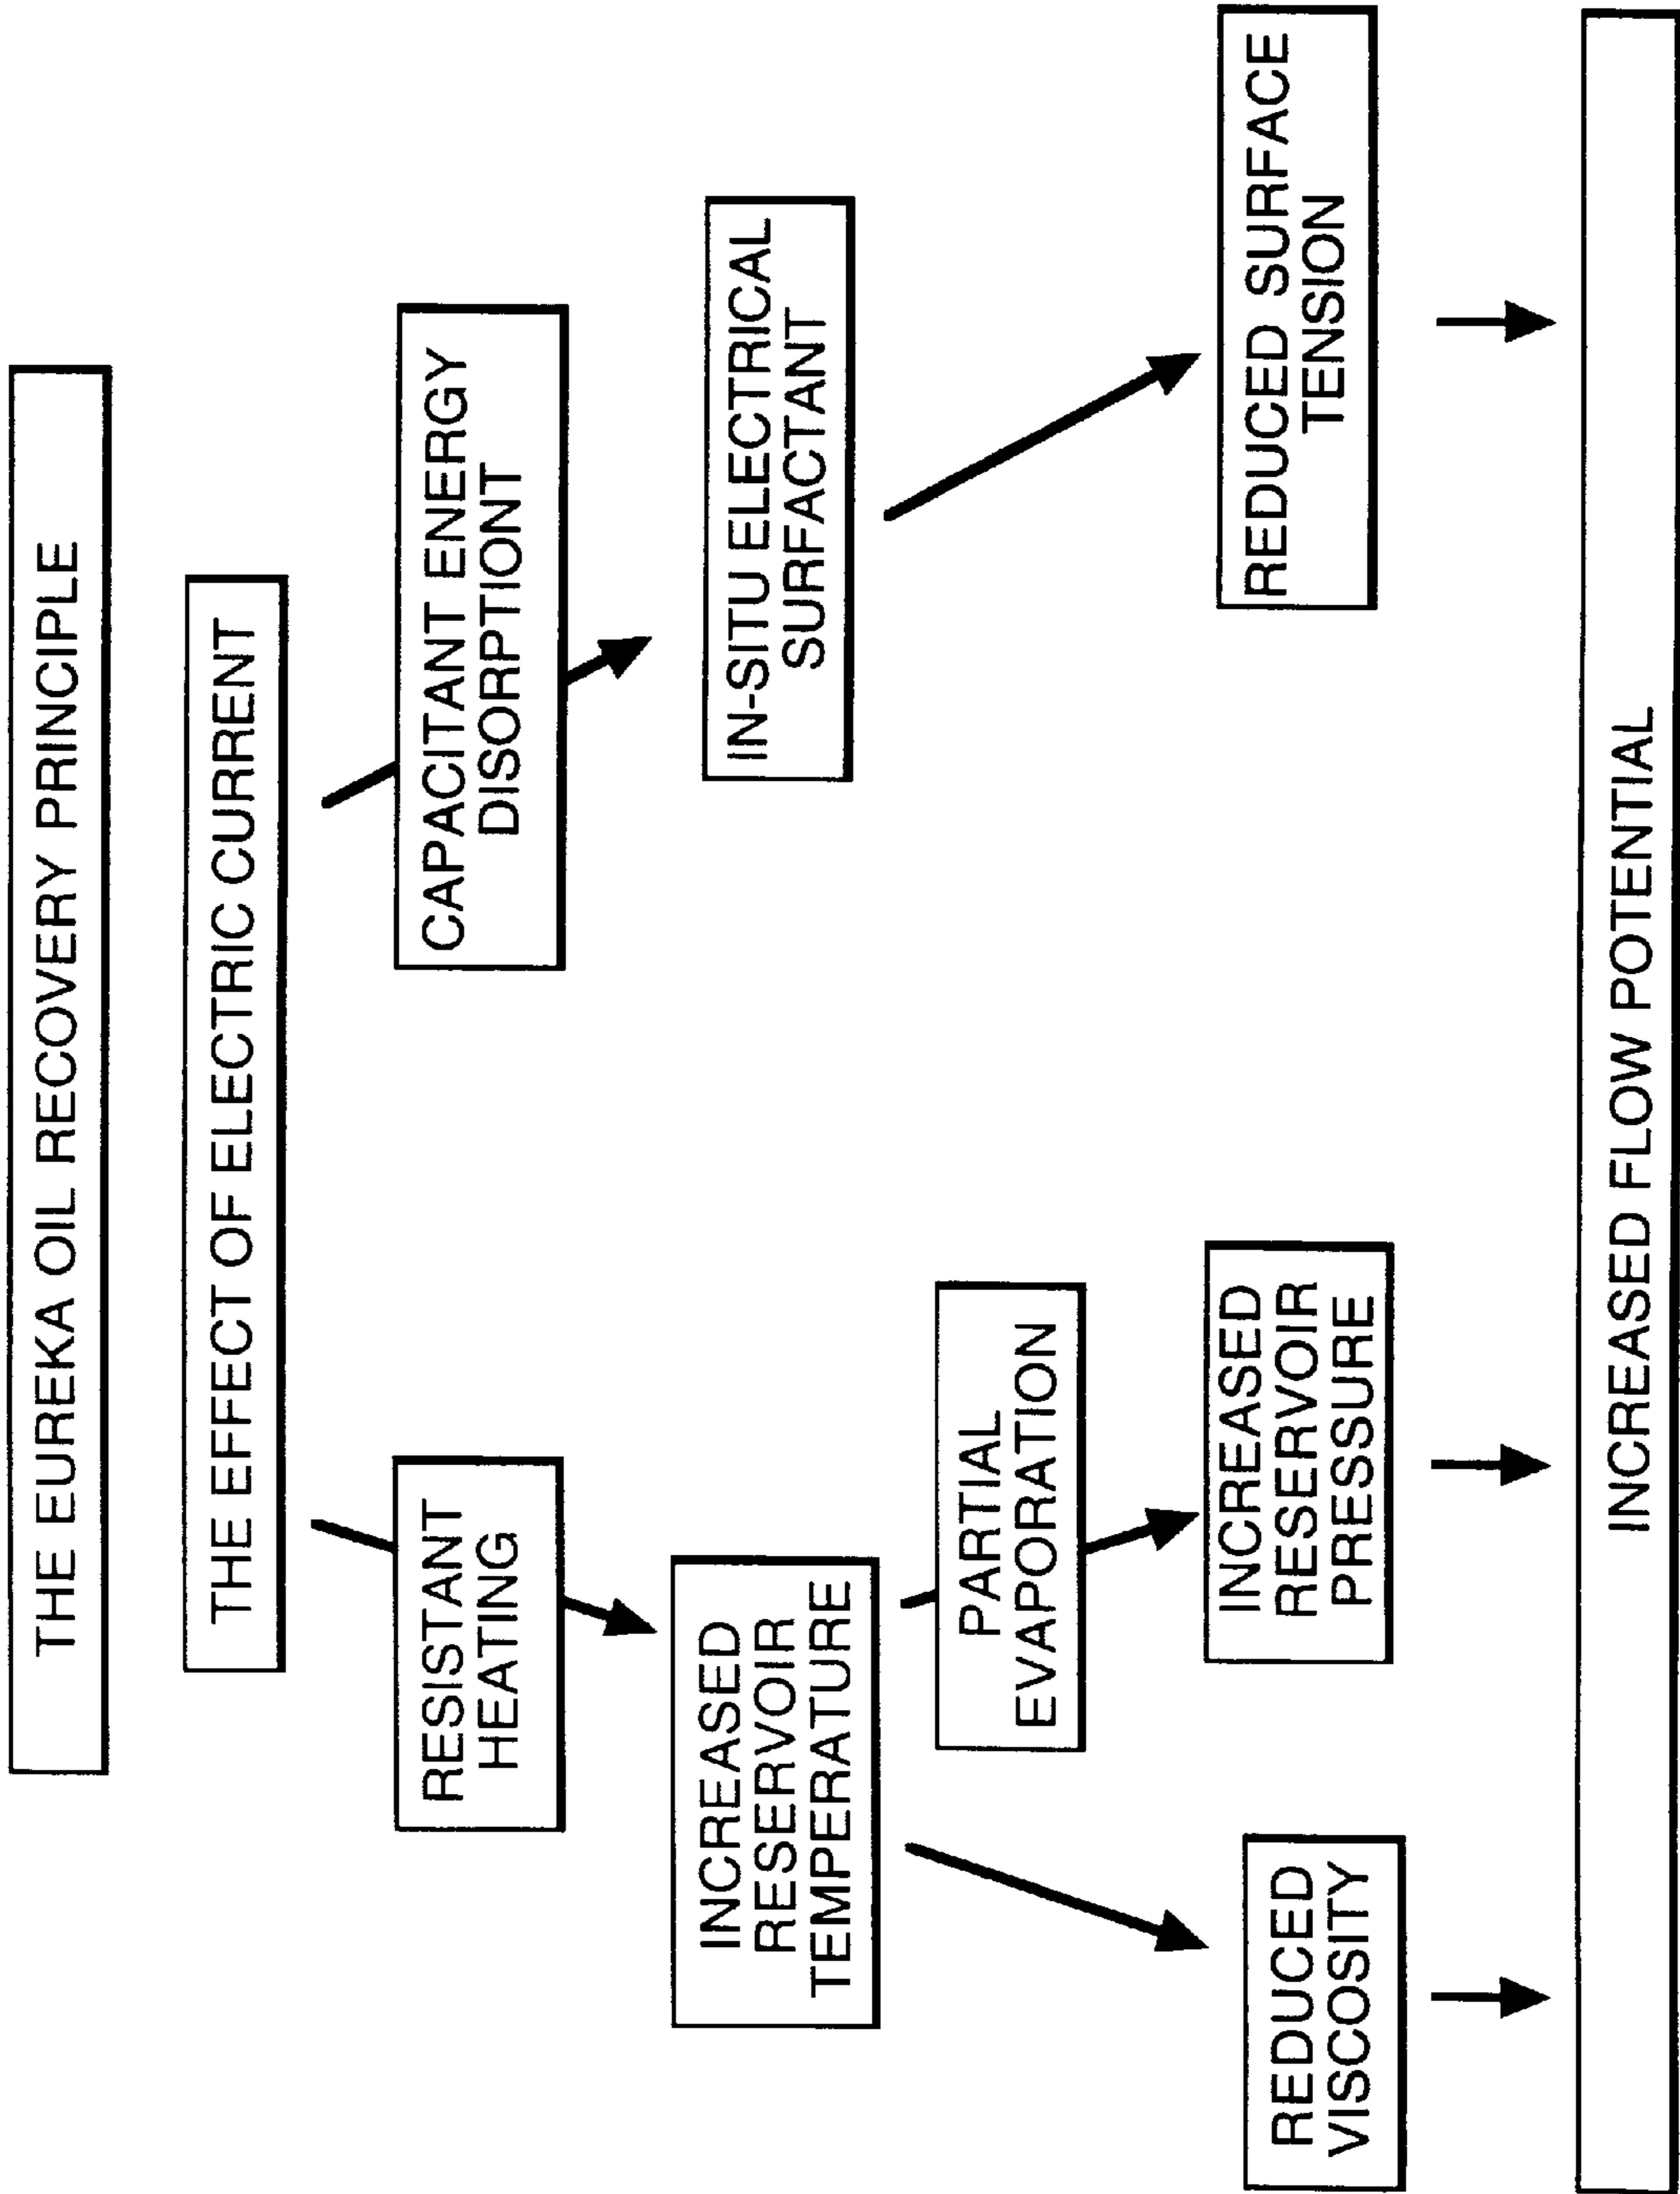 THE EUREKA OIL RECOVERY PRINCIPLE
THE EFFECT OF ELECTRIC CURRENT
RESISTANT
HEATING
CAPACITANT ENERGY
DISORPTIONT
INCREASED
RESERVOIR
TEMPERATURE
IN-SITU ELECTRICAL
SURFACTANT
PARTIAL
EVAPORATION
REDUCED
VISCOSITY
INCREASED
RESERVOIR
PRESSURE
REDUCED SURFACE
TENSION
INCREASED FLOW POTENTIAL